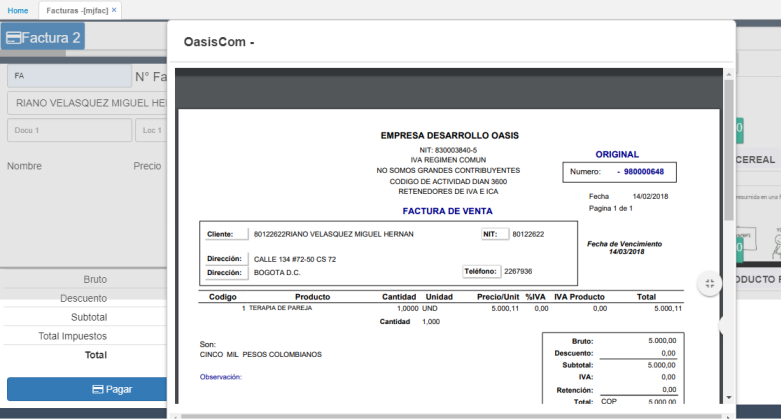 Home
Facturas -[mjfac] ×
Factura 2
OasisCom -
FA
N° Fa
RIANO VELASQUEZ MIGUEL HE
Docu 1
Loc 1
Nombre
Precio
Bruto
Descuento
Subtotal
Total Impuestos
Total
Pagar
EMPRESA DESARROLLO OASIS
NIT: 830003840-5
IVA REGIMEN COMUN
NO SOMOS GRANDES CONTRIBUYENTES
CODIGO DE ACTIVIDAD DIAN 3600
RETENEDORES DE IVA E ICA
FACTURA DE VENTA
ORIGINAL
Numero: - 980000648
Fecha 14/02/2018
Pagina 1 de 1
Cliente: 80122622RIANO VELASQUEZ MIGUEL HERNAN NIT: 80122622
Dirección: CALLE 134 #72-50 CS 72
Dirección: BOGOTA D.C. Teléfono: 2267936
Fecha de Vencimiento
14/03/2018
Codigo Producto Cantidad Unidad Precio/Unit %IVA IVA Producto Total
1 TERAPIA DE PAREJA 1,0000 UND 5.000,11 0,00 0,00 5.000,11
Cantidad 1,000
Son:
CINCO MIL PESOS COLOMBIANOS
Observación:
Bruto: 5.000,00
Descuento: 0,00
Subtotal: 5.000,00
IVA: 0,00
Retención: 0,00
Total: COP 5.000,00
CEREAL
ODUCTO